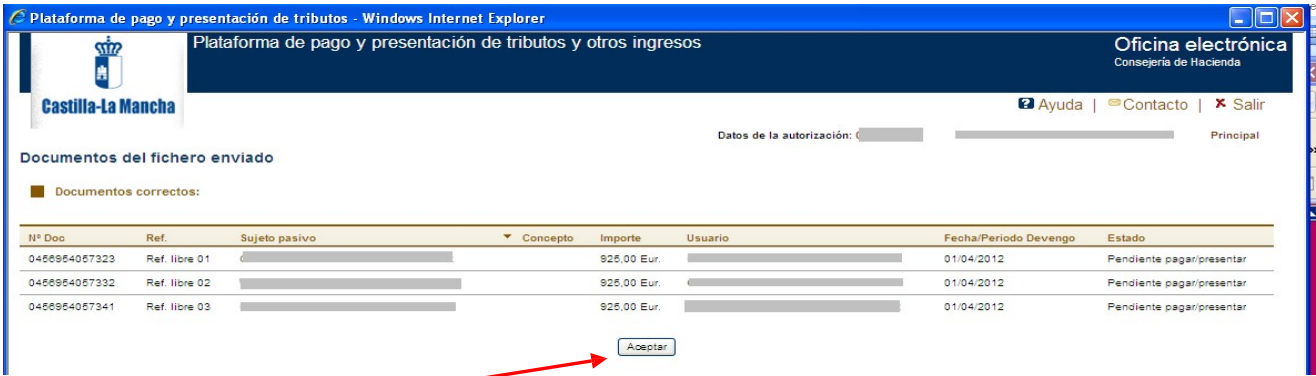 Plataforma de pago y presentación de tributos - Windows Internet Explorer
Plataforma de pago y presentación de tributos y otros ingresos
Oficina electrónica
Consejería de Hacienda
Castilla-La Mancha
Ayuda | Contacto | Salir
Datos de la autorización: Principal
Documentos del fichero enviado
Documentos correctos:
Nº Doc Ref. Sujeto pasivo Concepto Importe Usuario Fecha/Periodo Devengo Estado
0456954057323 Ref. libre 01 925,00 Eur. 01/04/2012 Pendiente pagar/presentar
0456954057332 Ref. libre 02 925,00 Eur. 01/04/2012 Pendiente pagar/presentar
0456954057341 Ref. libre 03 925,00 Eur. 01/04/2012 Pendiente pagar/presentar
Aceptar